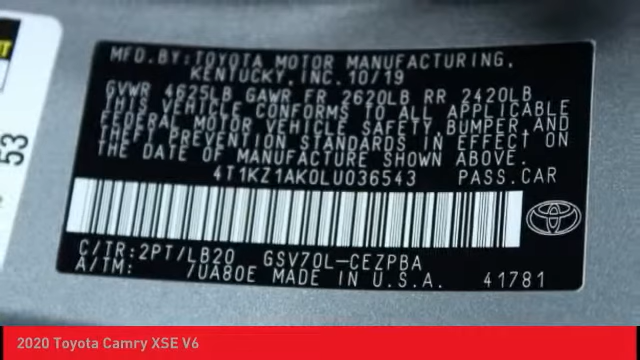 MFD. BY: TOYOTA MOTOR MANUFACTURING,
KENTUCKY, INC. 10/19
GVWR 4625LB GAWR FR 2620LB RR 2420LB
THIS VEHICLE CONFORMS TO ALL APPLICABLE
FEDERAL MOTOR VEHICLE SAFETY, BUMPER, AND
THEFT PREVENTION STANDARDS IN EFFECT ON
THE DATE OF MANUFACTURE SHOWN ABOVE.
4T1KZ1AK0LU036543 PASS. CAR
C/TR: 2PT/LB20 GSV70L-CEZPBA
A/TM: /UA80E MADE IN U.S.A. 41781
53
2020 Toyota Camry XSE V6